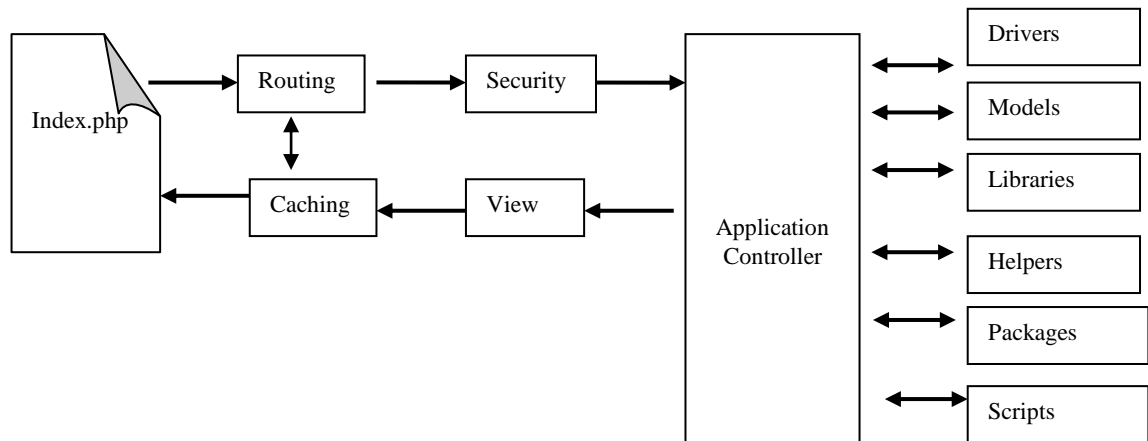 Drivers
Routing
Security
Index.php
Models
Libraries
Caching
View
Application
Controller
Helpers
Packages
Scripts